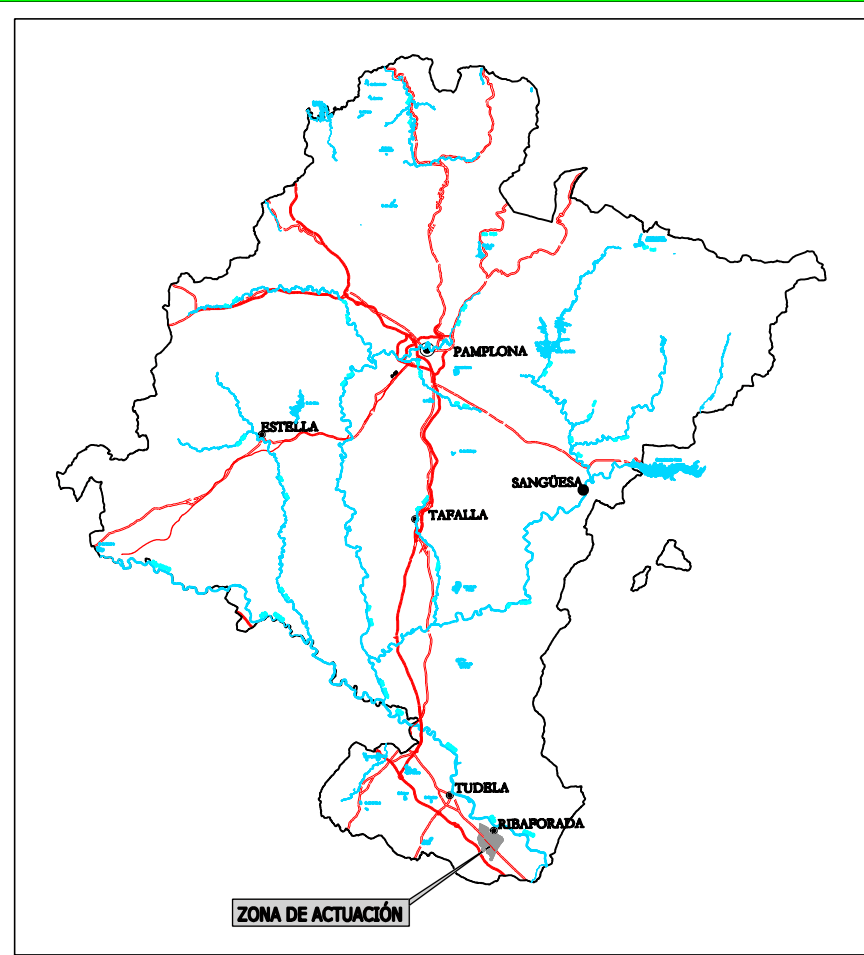 PAMPLONA
ESTELLA
SANGÜESA
TAFALLA
TUDELA
RIBAFORADA
ZONA DE ACTUACIÓN